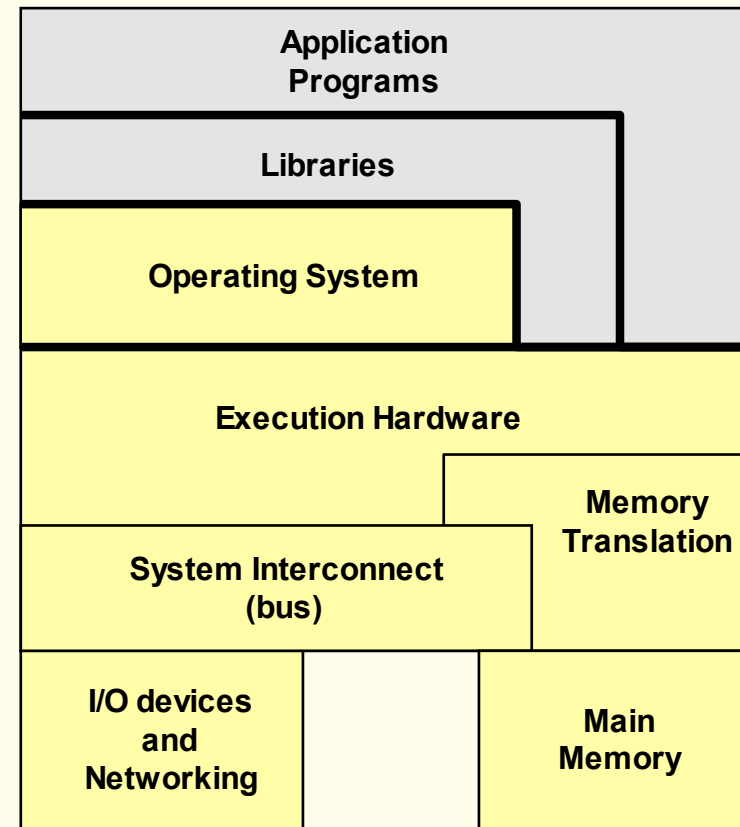 Application
Programs
Libraries
Operating System
Execution Hardware
Memory
Translation
System Interconnect
(bus)
I/O devices
and
Networking
Main
Memory